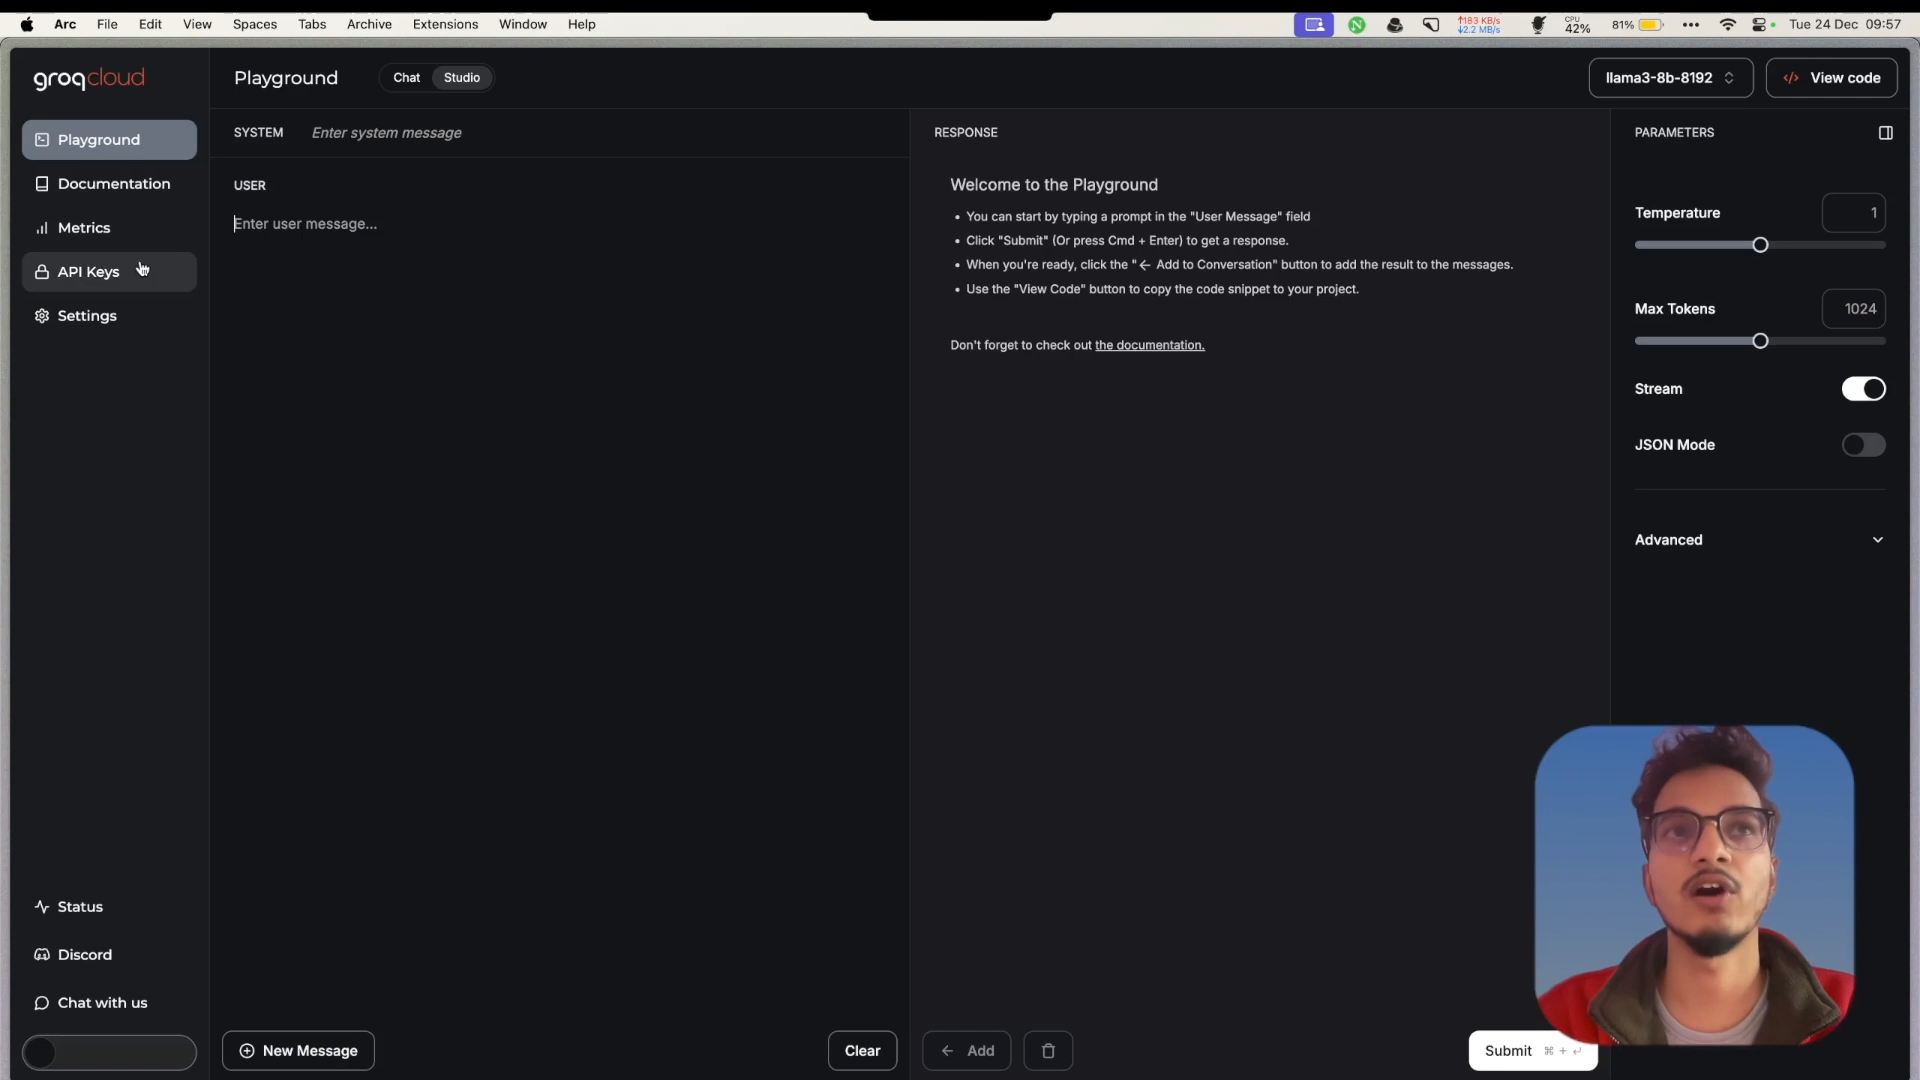 Arc File Edit View Spaces Tabs Archive Extensions Window Help
N
↑183 KB/s
↓2.2 MB/s
CPU
42%
81%
Tue 24 Dec 09:57
groqcloud
Playground
Documentation
Metrics
API Keys
Settings
Status
Discord
Chat with us
Playground
Chat Studio
llama3-8b-8192
</> View code
SYSTEM Enter system message
USER
Enter user message...
New Message
Clear
RESPONSE
Welcome to the Playground
• You can start by typing a prompt in the "User Message" field
• Click "Submit" (Or press Cmd + Enter) to get a response.
• When you're ready, click the "← Add to Conversation" button to add the result to the messages.
• Use the "View Code" button to copy the code snippet to your project.
Don't forget to check out the documentation.
← Add
Submit ⌘ + ↵
PARAMETERS
Temperature 1
Max Tokens 1024
Stream
JSON Mode
Advanced